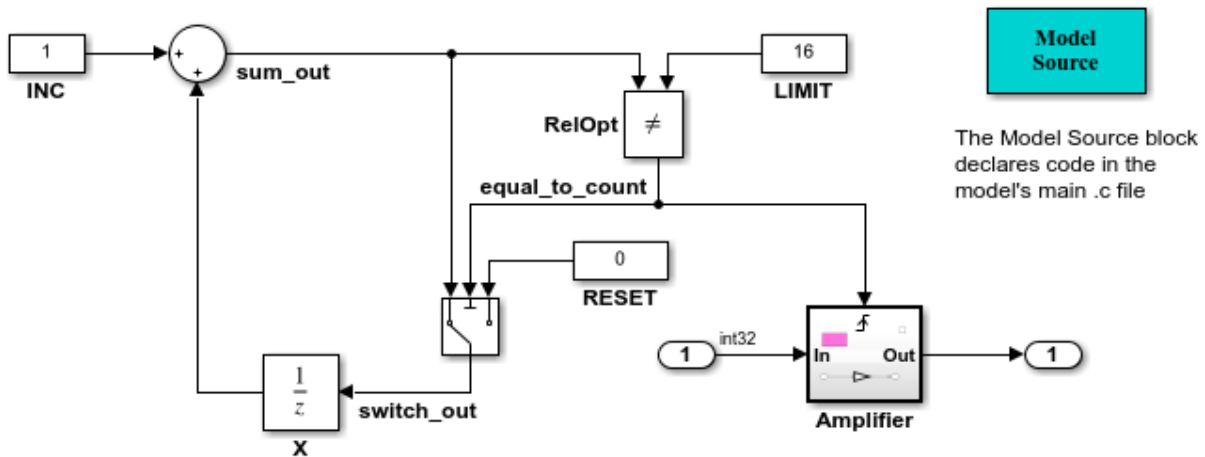 1
INC
+
+
sum_out
16
LIMIT
Model
Source
RelOpt
≠
The Model Source block
declares code in the
model's main .c file
equal_to_count
0
RESET
1
int32
In
Out
1
Amplifier
1
z
X
switch_out